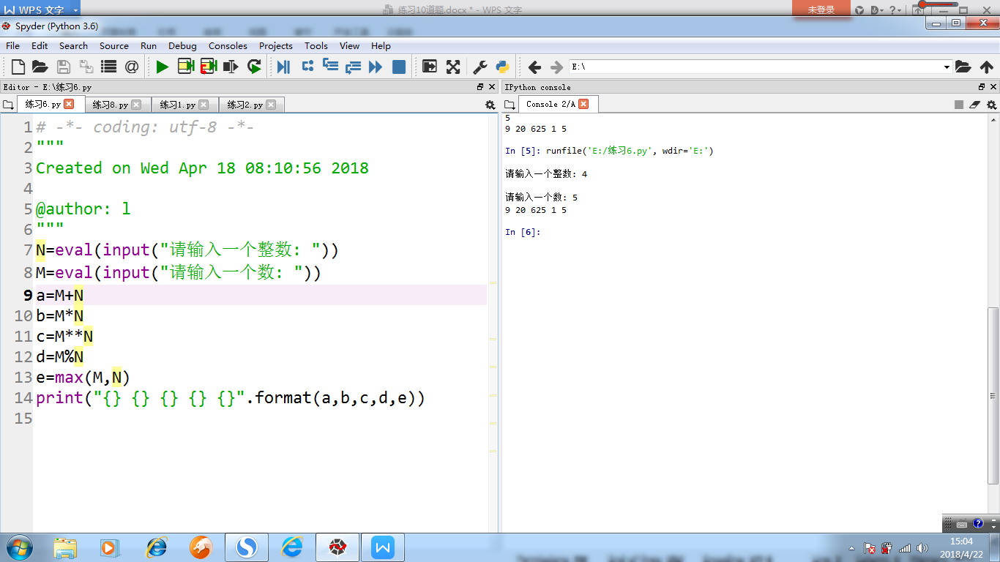 WPS 文字
练习10道题.docx * - WPS 文字
未登录
Spyder (Python 3.6)
File Edit Search Source Run Debug Consoles Projects Tools View Help
E:\
Editor - E:\练习6.py
IPython console
练习6.py 练习8.py 练习1.py 练习2.py
Console 2/A
1 # -*- coding: utf-8 -*-
2 """
3 Created on Wed Apr 18 08:10:56 2018
4
5 @author: l
6 """
7 N=eval(input("请输入一个整数: "))
8 M=eval(input("请输入一个数: "))
9 a=M+N
10 b=M*N
11 c=M**N
12 d=M%N
13 e=max(M,N)
14 print("{} {} {} {} {}".format(a,b,c,d,e))
15
5
9 20 625 1 5
In [5]: runfile('E:/练习6.py', wdir='E:')
请输入一个整数: 4
请输入一个数: 5
9 20 625 1 5
In [6]:
15:04
2018/4/22